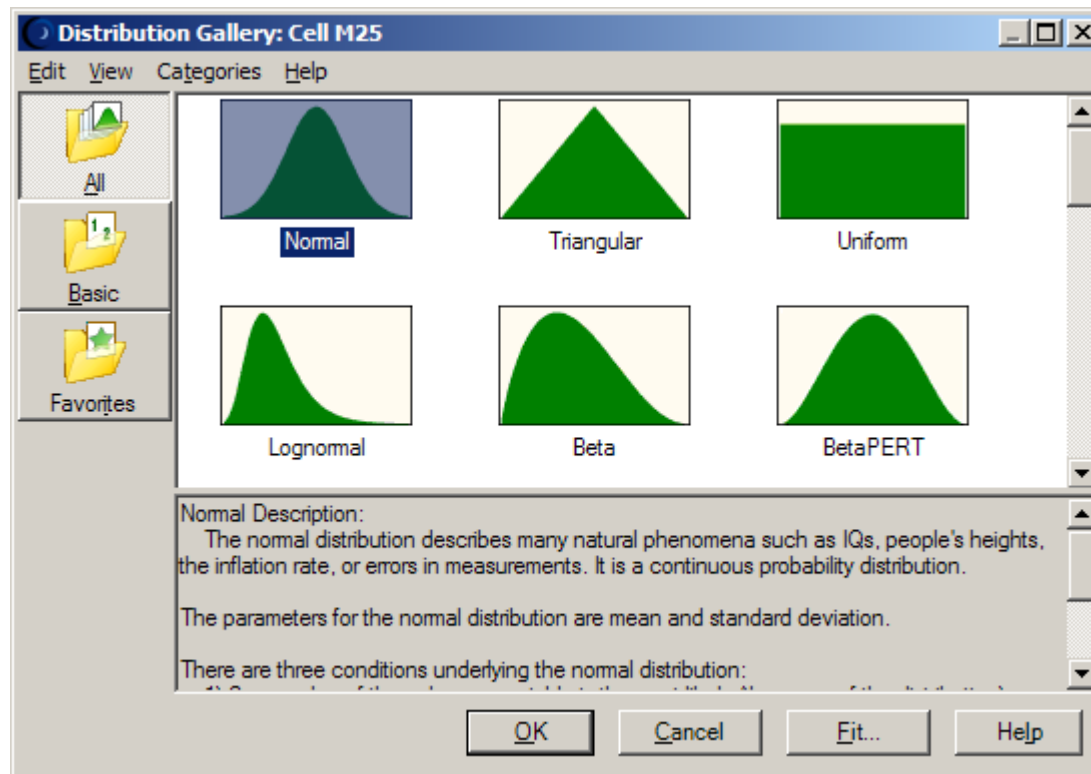 Distribution Gallery: Cell M25
Edit View Categories Help
All
Basic
Favorites
Normal Triangular Uniform
Lognormal Beta BetaPERT
Normal Description:
The normal distribution describes many natural phenomena such as IQs, people's heights,
the inflation rate, or errors in measurements. It is a continuous probability distribution.
The parameters for the normal distribution are mean and standard deviation.
There are three conditions underlying the normal distribution:
OK Cancel Fit... Help